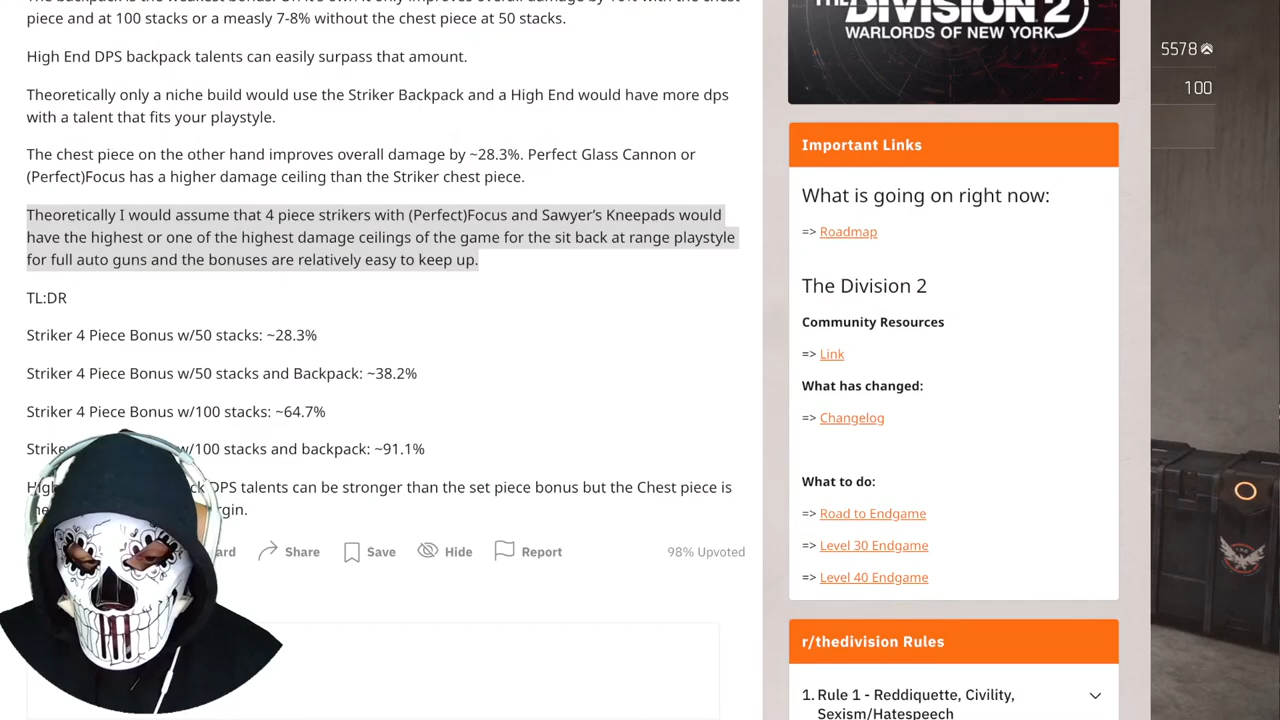 piece and at 100 stacks or a measly 7-8% without the chest piece at 50 stacks.
High End DPS backpack talents can easily surpass that amount.
Theoretically only a niche build would use the Striker Backpack and a High End would have more dps
with a talent that fits your playstyle.
The chest piece on the other hand improves overall damage by ~28.3%. Perfect Glass Cannon or
(Perfect)Focus has a higher damage ceiling than the Striker chest piece.
Theoretically I would assume that 4 piece strikers with (Perfect)Focus and Sawyer's Kneepads would
have the highest or one of the highest damage ceilings of the game for the sit back at range playstyle
for full auto guns and the bonuses are relatively easy to keep up.
TL:DR
Striker 4 Piece Bonus w/50 stacks: ~28.3%
Striker 4 Piece Bonus w/50 stacks and Backpack: ~38.2%
Striker 4 Piece Bonus w/100 stacks: ~64.7%
w/100 stacks and backpack: ~91.1%
DPS talents can be stronger than the set piece bonus but the Chest piece is
Share
Save
Hide
Report
98% Upvoted
THE DIVISION 2
WARLORDS OF NEW YORK
Important Links
What is going on right now:
=> Roadmap
The Division 2
Community Resources
=> Link
What has changed:
=> Changelog
What to do:
=> Road to Endgame
=> Level 30 Endgame
=> Level 40 Endgame
r/thedivision Rules
1. Rule 1 - Reddiquette, Civility,
Sexism/Hatespeech
5578
100